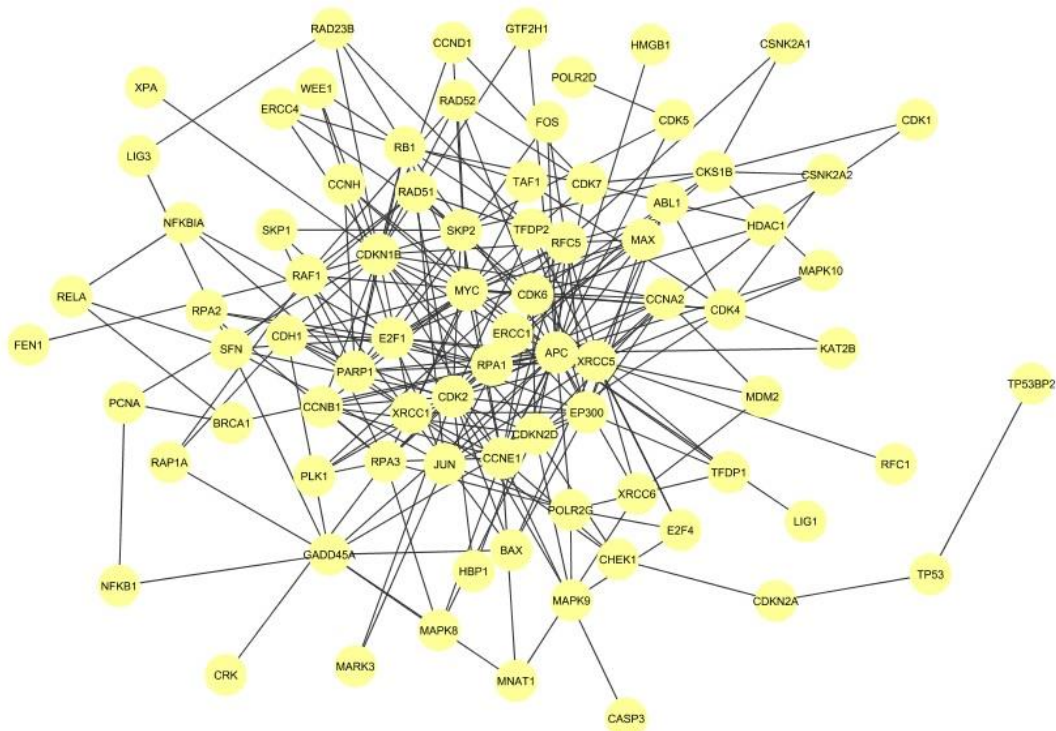 RAD23B
GTF2H1
CCND1
HMGB1
CSNK2A1
POLR2D
XPA
WEE1
RAD52
ERCC4
FOS
CDK5
CDK1
LIG3
RB1
CKS1B
CSNK2A2
CCNH
RAD51
TAF1
CDK7
ABL1
NFKBIA
SKP1
SKP2
TFDP2
RFC5
MAX
HDAC1
CDKN1B
RAF1
MAPK10
RELA
RPA2
MYC
CDK6
CCNA2
CDK4
FEN1
SFN
CDH1
E2F1
ERCC1
KAT2B
PARP1
RPA1
APC
XRCC5
TP53BP2
PCNA
BRCA1
CCNB1
XRCC1
CDK2
EP300
MDM2
CDKN2D
RAP1A
PLK1
RPA3
JUN
CCNE1
RFC1
TFDP1
XRCC6
POLR2G
LIG1
E2F4
GADD45A
BAX
CHEK1
NFKB1
HBP1
TP53
MAPK9
CDKN2A
MAPK8
CRK
MARK3
MNAT1
CASP3